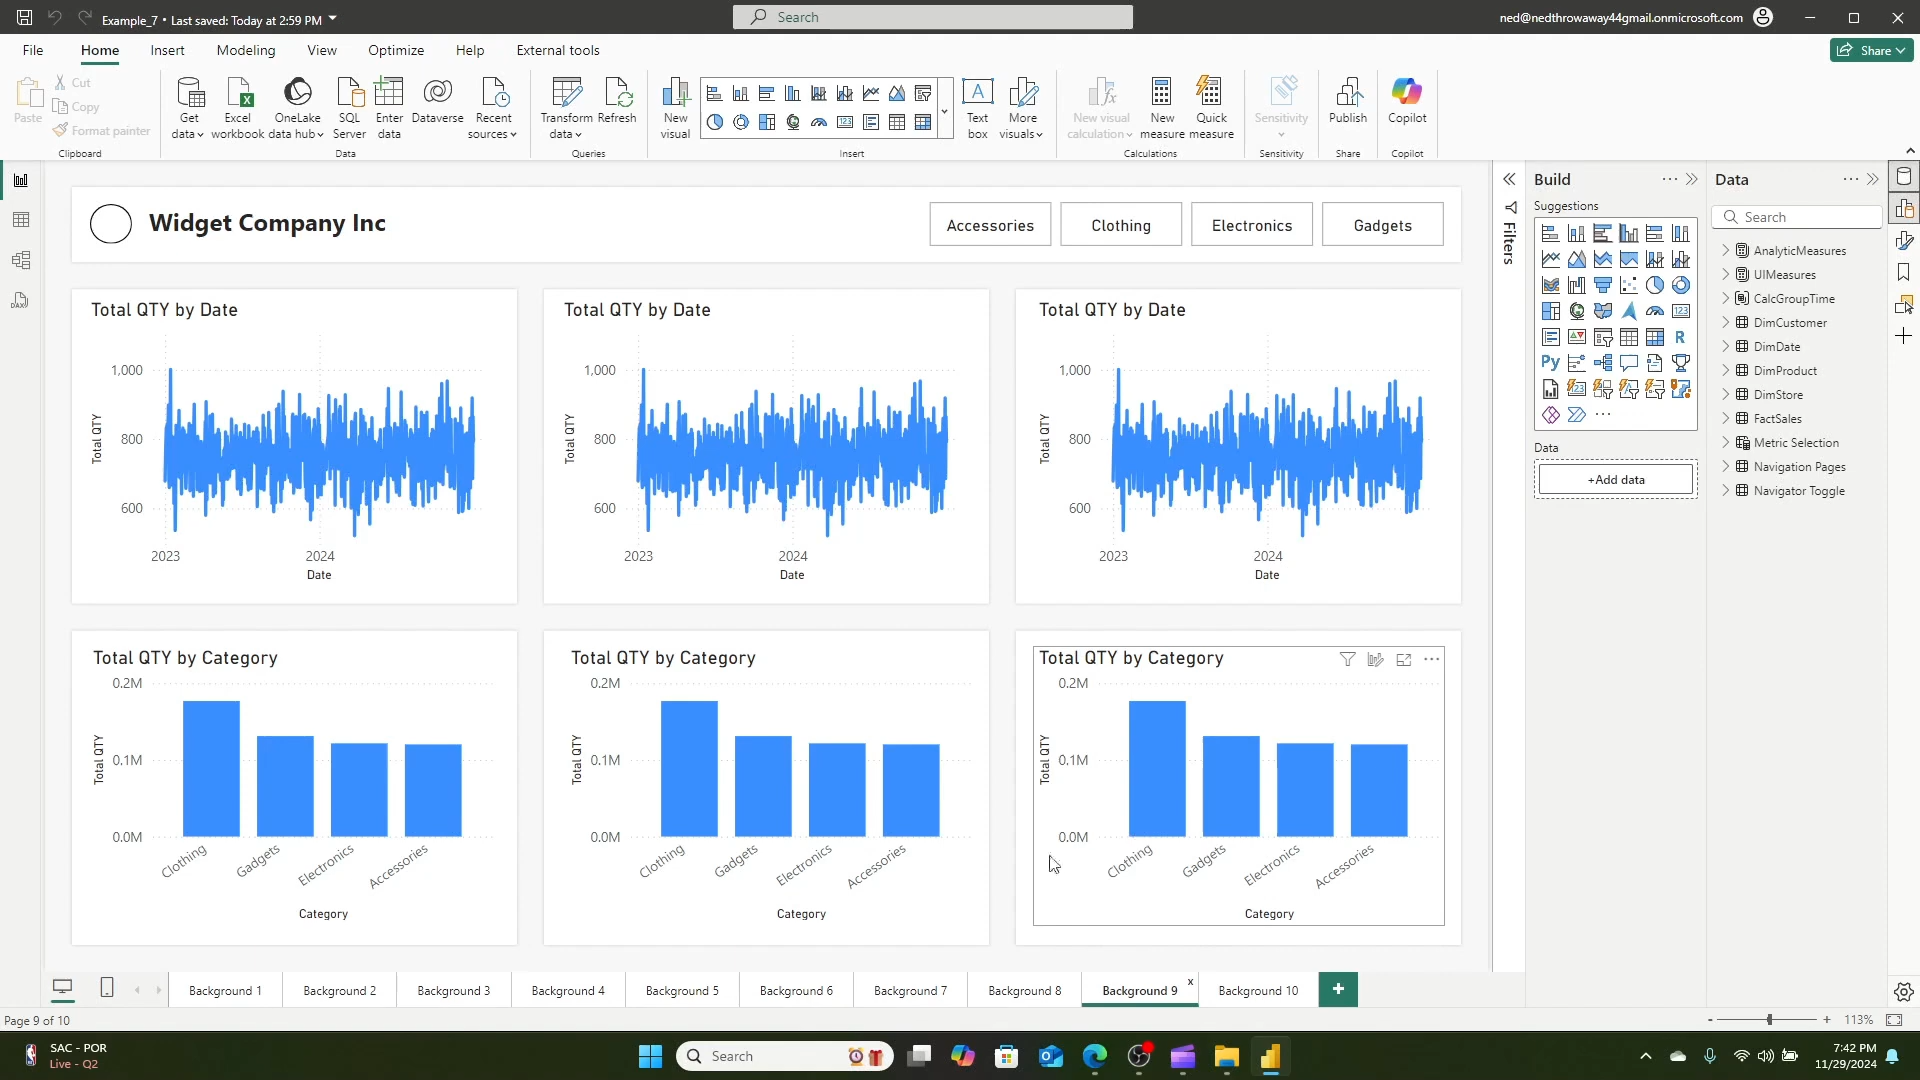 Example_7 • Last saved: Today at 2:59 PM
Search
ned@nedthrowaway44gmail.onmicrosoft.com
File
Home
Insert
Modeling
View
Optimize
Help
External tools
Share
Paste
Cut
Copy
Format painter
Clipboard
Get data
Excel workbook
OneLake data hub
SQL Server
Enter data
Dataverse
Recent sources
Data
Transform data
Refresh
Queries
New visual
Text box
More visuals
Insert
New visual calculation
New measure
Quick measure
Calculations
Sensitivity
Sensitivity
Publish
Share
Copilot
Copilot
Widget Company Inc
Accessories
Clothing
Electronics
Gadgets
Total QTY by Date
1,000
800
600
Total QTY
2023
2024
Date
Total QTY by Date
1,000
800
600
Total QTY
2023
2024
Date
Total QTY by Date
1,000
800
600
Total QTY
2023
2024
Date
Total QTY by Category
0.2M
0.1M
0.0M
Total QTY
Clothing
Gadgets
Electronics
Accessories
Category
Total QTY by Category
0.2M
0.1M
0.0M
Total QTY
Clothing
Gadgets
Electronics
Accessories
Category
Total QTY by Category
0.2M
0.1M
0.0M
Total QTY
Clothing
Gadgets
Electronics
Accessories
Category
Filters
Build
Suggestions
Py
R
Data
+Add data
Data
Search
AnalyticMeasures
UIMeasures
CalcGroupTime
DimCustomer
DimDate
DimProduct
DimStore
FactSales
Metric Selection
Navigation Pages
Navigator Toggle
Background 1
Background 2
Background 3
Background 4
Background 5
Background 6
Background 7
Background 8
Background 9
Background 10
Page 9 of 10
113%
SAC - POR
Live - Q2
Search
7:42 PM
11/29/2024